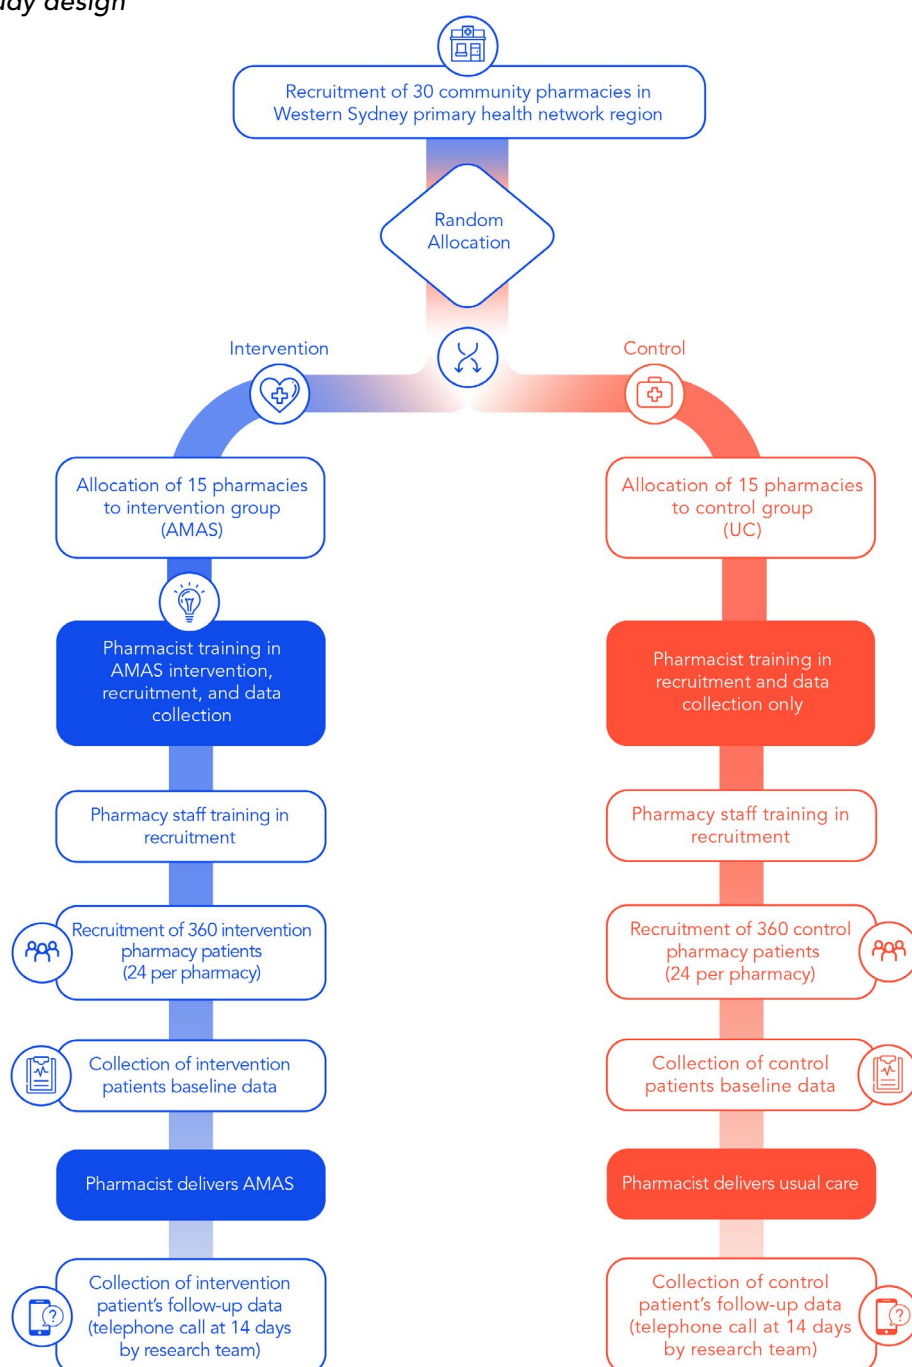 design
Recruitment of 30 community pharmacies in
Western Sydney primary health network region
Random
Allocation
Intervention
Control
Allocation of 15 pharmacies
to intervention group
(AMAS)
Allocation of 15 pharmacies
to control group
(UC)
Pharmacist training in
AMAS intervention,
recruitment, and data
collection
Pharmacist training in
recruitment and data
collection only
Pharmacy staff training in
recruitment
Pharmacy staff training in
recruitment
Recruitment of 360 intervention
pharmacy patients
(24 per pharmacy)
Recruitment of 360 control
pharmacy patients
(24 per pharmacy)
Collection of intervention
patients baseline data
Collection of control
patients baseline data
Pharmacist delivers AMAS
Pharmacist delivers usual care
Collection of intervention
patient's follow-up data
(telephone call at 14 days
by research team)
Collection of control
patient's follow-up data
(telephone call at 14 days
by research team)